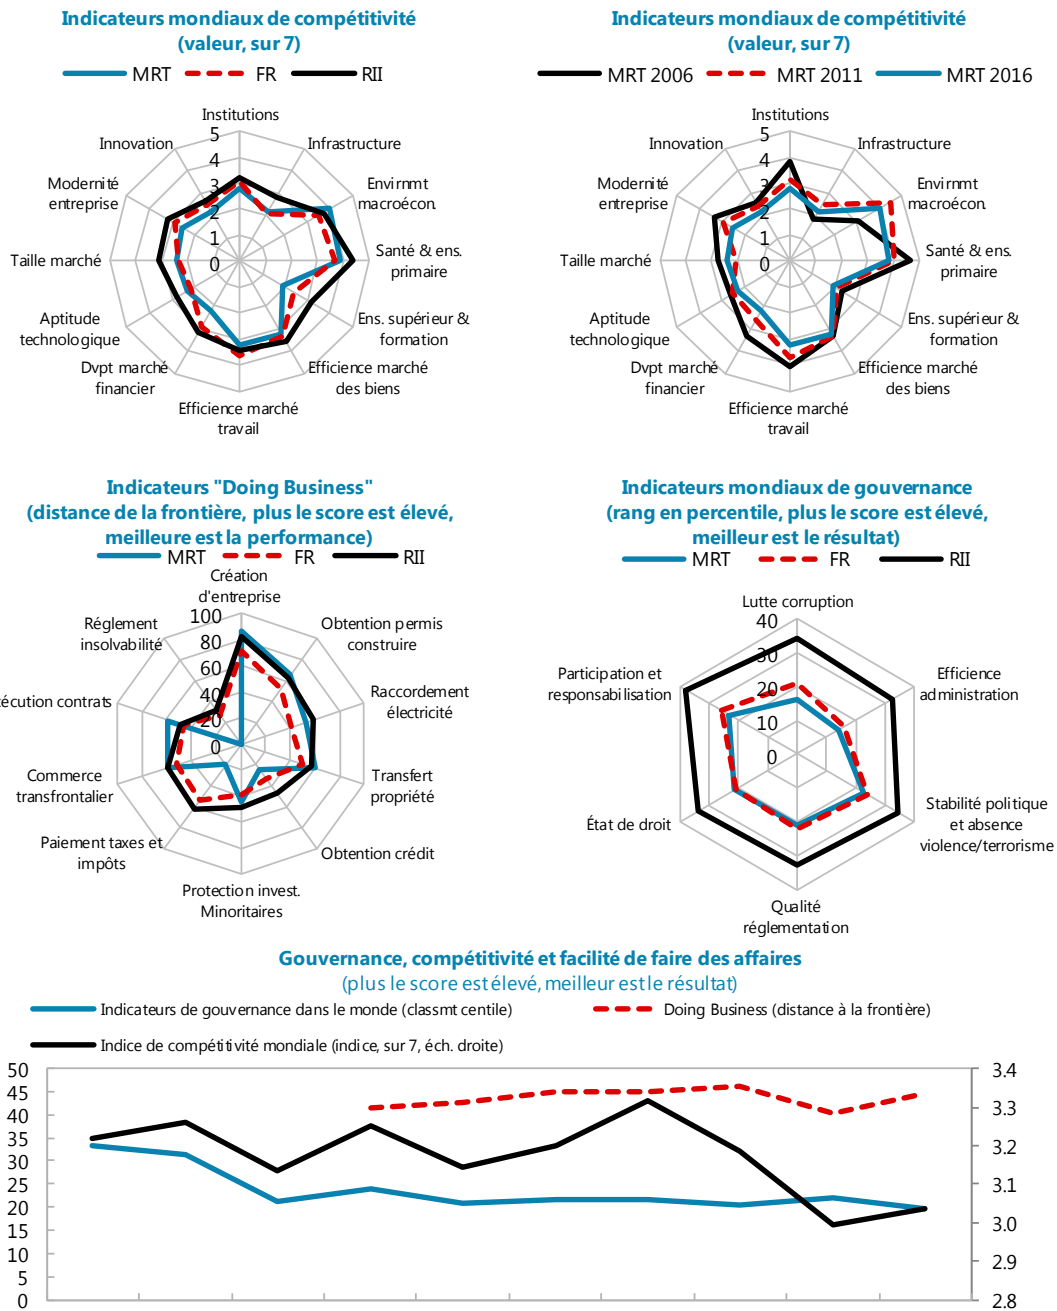 Indicateurs mondiaux de compétitivité
(valeur, sur 7)
MRT FR RII
Institutions
Infrastructure
Envirnmt
macroécon.
Santé & ens.
primaire
Ens. supérieur &
formation
Efficience marché
des biens
Efficience marché
travail
Dvpt marché
financier
Aptitude
technologique
Taille marché
Modernité
entreprise
Innovation
5
4
3
2
1
0
Indicateurs mondiaux de compétitivité
(valeur, sur 7)
MRT 2006 MRT 2011 MRT 2016
Institutions
Infrastructure
Envirnmt
macroécon.
Santé & ens.
primaire
Ens. supérieur &
formation
Efficience marché
des biens
Efficience marché
travail
Dvpt marché
financier
Aptitude
technologique
Taille marché
Modernité
entreprise
Innovation
5
4
3
2
1
0
Indicateurs "Doing Business"
(distance de la frontière, plus le score est élevé,
meilleure est la performance)
MRT FR RII
Création
d'entreprise
Obtention permis
construire
Raccordement
électricité
Transfert
propriété
Obtention crédit
Protection invest.
Minoritaires
Paiement taxes et
impôts
Commerce
transfrontalier
écution contrats
Réglement
insolvabilité
100
80
60
40
20
0
Indicateurs mondiaux de gouvernance
(rang en percentile, plus le score est élevé,
meilleur est le résultat)
MRT FR RII
Lutte corruption
Efficience
administration
Stabilité politique
et absence
violence/terrorisme
Qualité
réglementation
État de droit
Participation et
responsabilisation
40
30
20
10
0
Gouvernance, compétitivité et facilité de faire des affaires
(plus le score est élevé, meilleur est le résultat)
Indicateurs de gouvernance dans le monde (classmt centile)
Doing Business (distance à la frontière)
Indice de compétitivité mondiale (indice, sur 7, éch. droite)
50
45
40
35
30
25
20
15
10
5
0
3.4
3.3
3.2
3.1
3.0
2.9
2.8